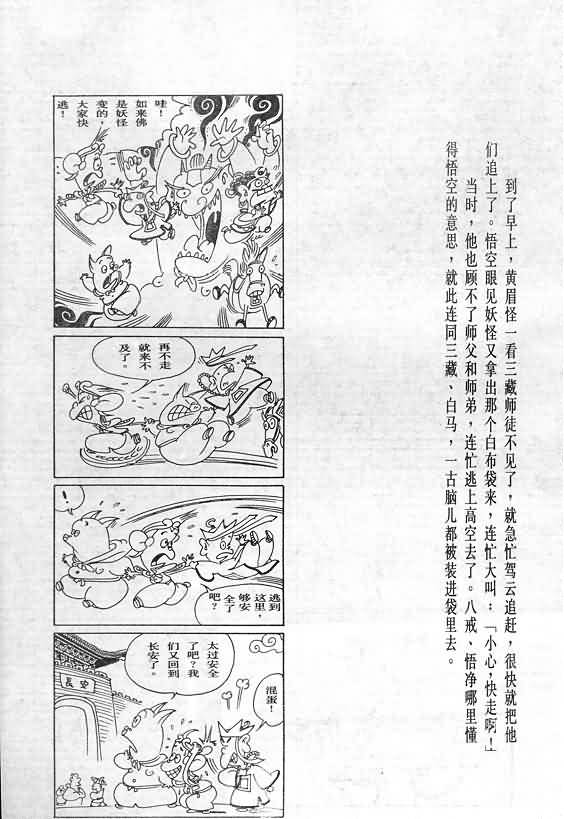 到了早上，黄眉怪一看三藏师徒不见了，就急忙驾云追赶，很快就把他
们追上了。悟空眼见妖怪又拿出那个白布袋来，连忙大叫：「小心，快走啊！」
当时，他也顾不了师父和师弟，连忙逃上高空去了。八戒、悟净哪里懂
得悟空的意思，就此连同三藏、白马，一古脑儿都被装进袋里去。
哇！
如来佛
是妖怪
变的，
大家快
逃！
再不走
就来不
及了。
逃到
这里，
够安
全了
吧？
！
混蛋！
太过安全
了吧？我
们又回到
长安了。
長安